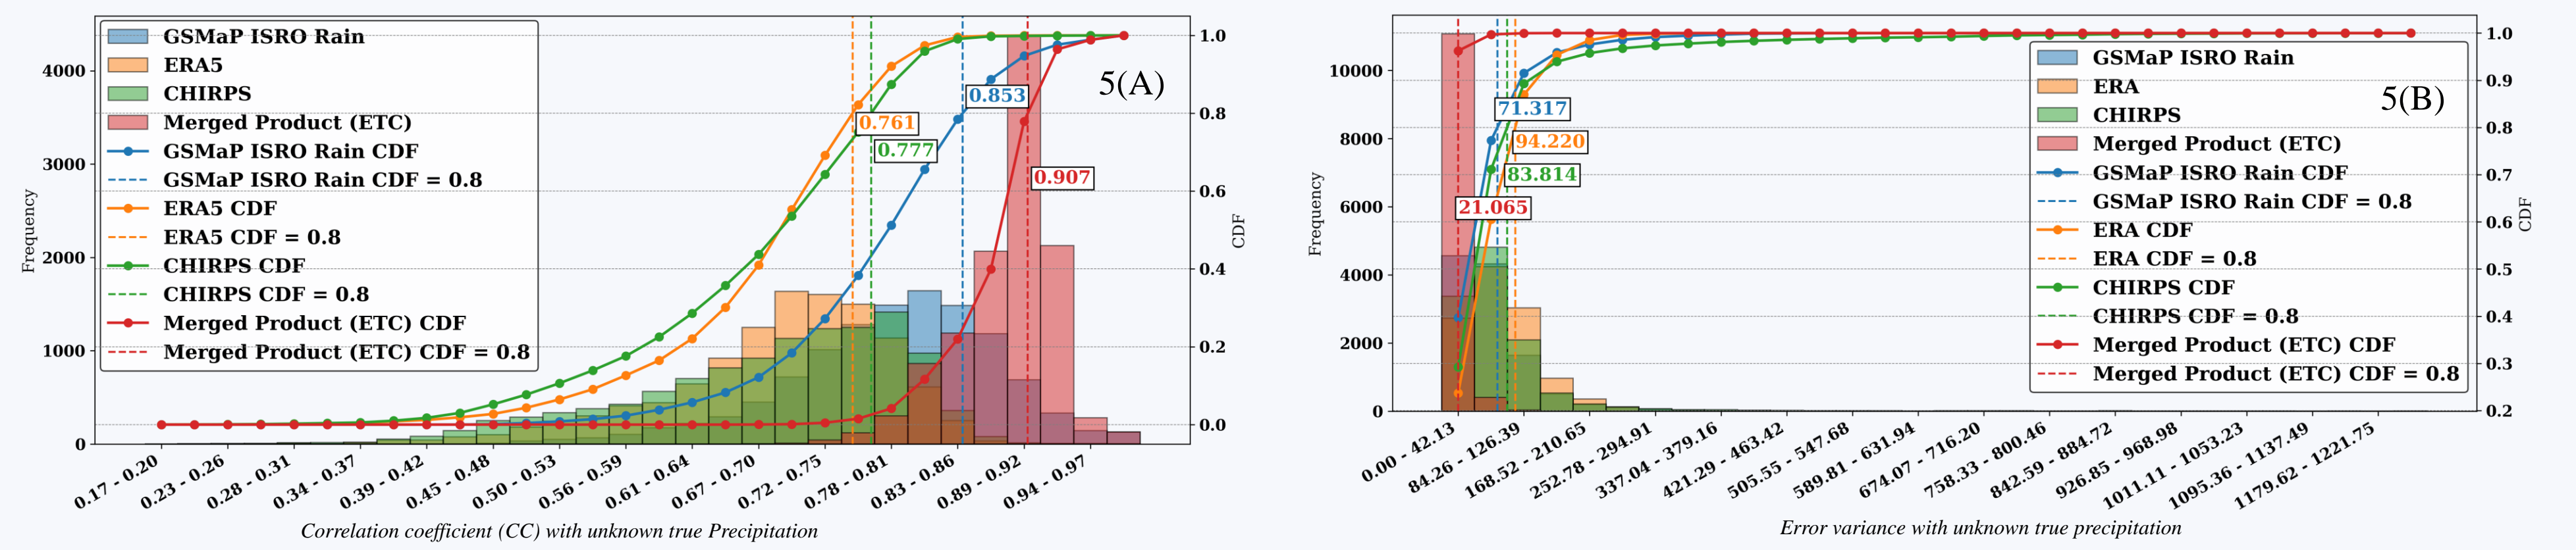 GSMaP ISRO Rain
ERA5
CHIRPS
Merged Product (ETC)
GSMaP ISRO Rain CDF
GSMaP ISRO Rain CDF = 0.8
ERA5 CDF
ERA5 CDF = 0.8
CHIRPS CDF
CHIRPS CDF = 0.8
Merged Product (ETC) CDF
Merged Product (ETC) CDF = 0.8
5(A)
0.761
0.777
0.853
0.907
Frequency
4000
3000
2000
1000
0
CDF
1.0
0.8
0.6
0.4
0.2
0.0
0.17 - 0.20
0.23 - 0.26
0.28 - 0.31
0.34 - 0.37
0.39 - 0.42
0.45 - 0.48
0.50 - 0.53
0.56 - 0.59
0.61 - 0.64
0.67 - 0.70
0.72 - 0.75
0.78 - 0.81
0.83 - 0.86
0.89 - 0.92
0.94 - 0.97
Correlation coefficient (CC) with unknown true Precipitation
GSMaP ISRO Rain
ERA
CHIRPS
Merged Product (ETC)
GSMaP ISRO Rain CDF
GSMaP ISRO Rain CDF = 0.8
ERA CDF
ERA CDF = 0.8
CHIRPS CDF
CHIRPS CDF = 0.8
Merged Product (ETC) CDF
Merged Product (ETC) CDF = 0.8
5(B)
71.317
94.220
83.814
21.065
Frequency
10000
8000
6000
4000
2000
0
CDF
1.0
0.9
0.8
0.7
0.6
0.5
0.4
0.3
0.2
0.00 - 42.13
84.26 - 126.39
168.52 - 210.65
252.78 - 294.91
337.04 - 379.16
421.29 - 463.42
505.55 - 547.68
589.81 - 631.94
674.07 - 716.20
758.33 - 800.46
842.59 - 884.72
926.85 - 968.98
1011.11 - 1053.23
1095.36 - 1137.49
1179.62 - 1221.75
Error variance with unknown true precipitation